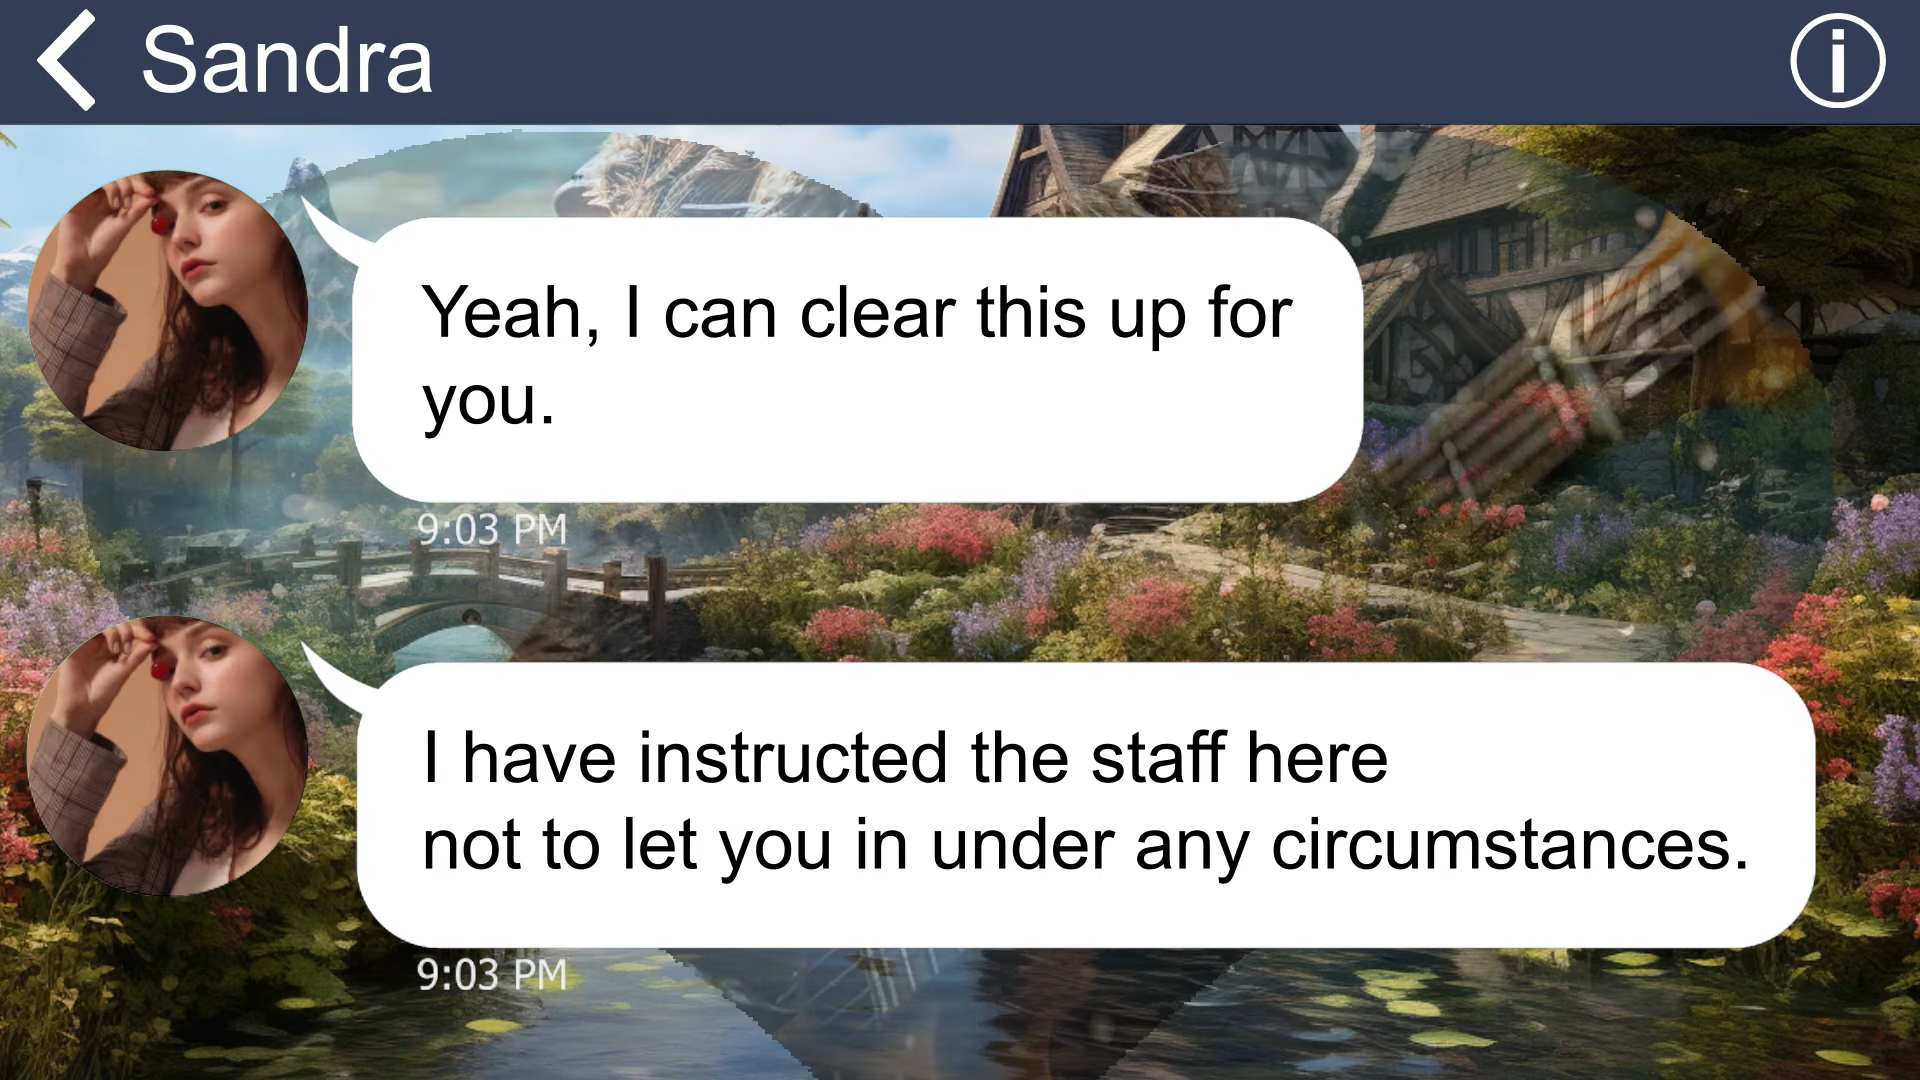 Sandra
Yeah, I can clear this up for
you.
9:03 PM
I have instructed the staff here
not to let you in under any circumstances.
9:03 PM